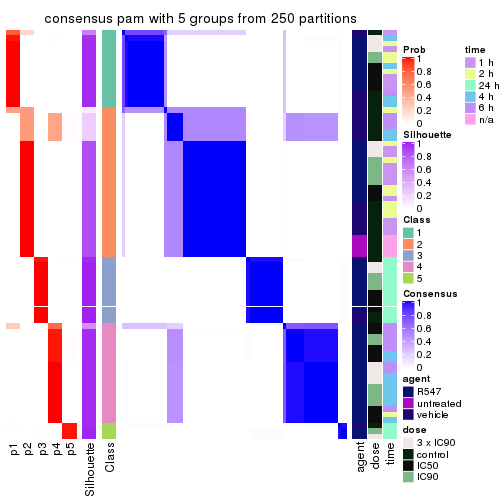 consensus pam with 5 groups from 250 partitions
p1
p2
p3
p4
p5
Silhouette
Class
agent
dose
time
Prob
1
0.8
0.6
0.4
0.2
0
Silhouette
1
0.8
0.6
0.4
0.2
0
Class
1
2
3
4
5
Consensus
1
0.8
0.6
0.4
0.2
0
agent
R547
untreated
vehicle
dose
3 x IC90
control
IC50
IC90
time
1 h
2 h
24 h
4 h
6 h
n/a